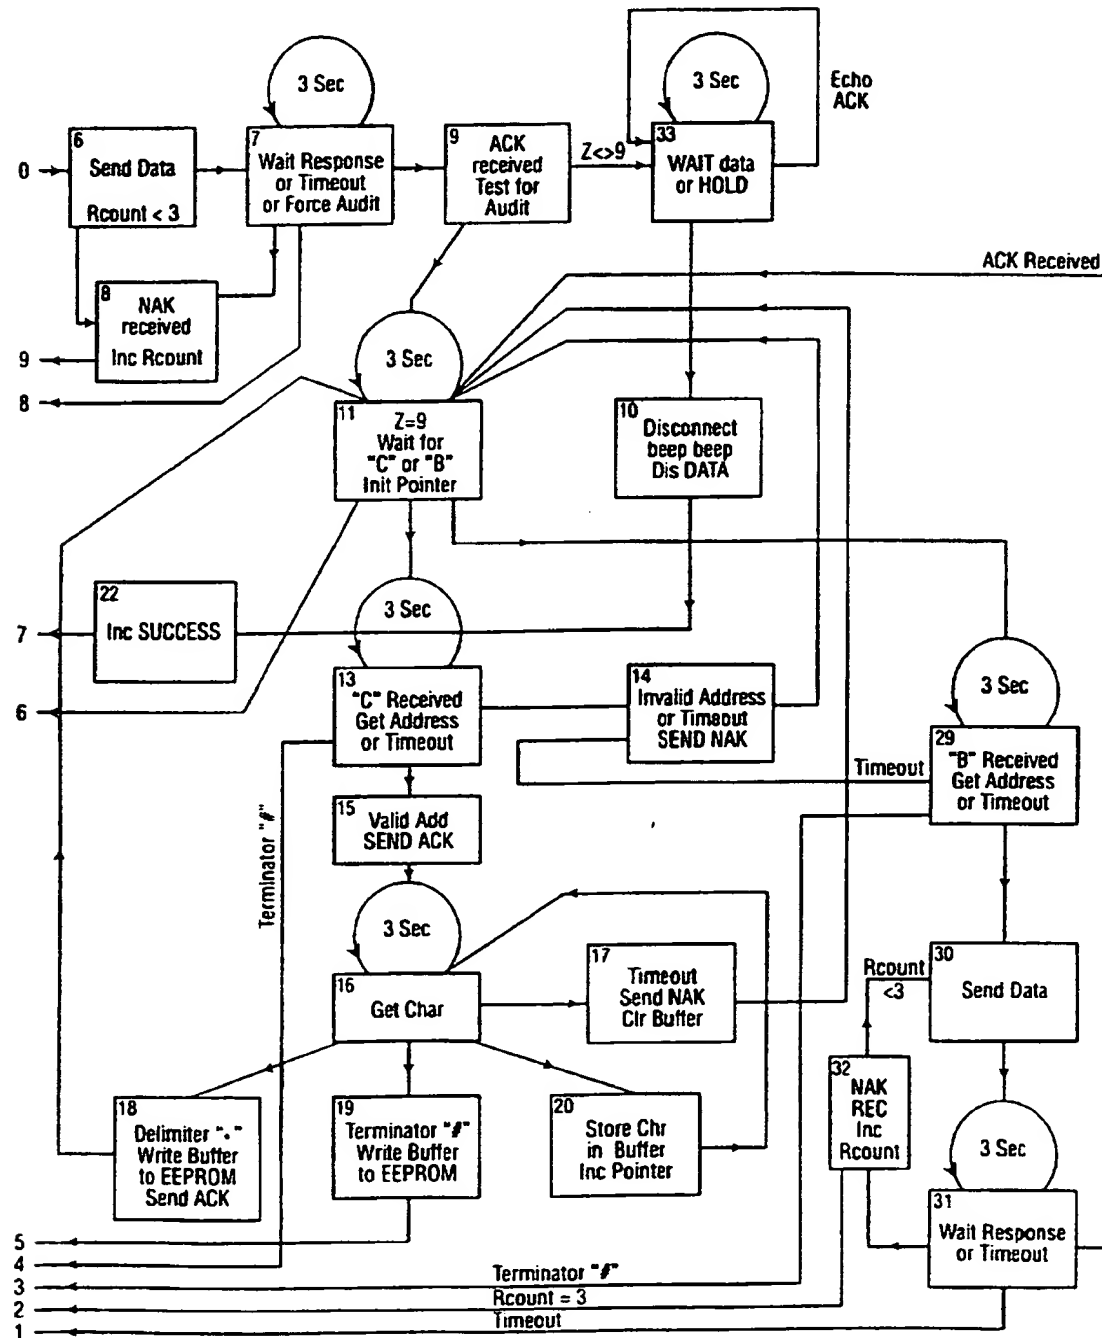 3 Sec
3 Sec
Echo
ACK
6
Send Data
Rcount < 3
7
Wait Response
or Timeout
or Force Audit
9
ACK
received
Test for
Audit
Z<>9
33
WAIT data
or HOLD
0
8
NAK
received
Inc Rcount
ACK Received
9
8
3 Sec
11
Z=9
Wait for
"C" or "B"
Init Pointer
10
Disconnect
beep beep
Dis DATA
22
Inc SUCCESS
7
6
3 Sec
13
"C" Received
Get Address
or Timeout
14
Invalid Address
or Timeout
SEND NAK
3 Sec
Timeout
29
"B" Received
Get Address
or Timeout
15
Valid Add
SEND ACK
Terminator "#"
3 Sec
16
Get Char
17
Timeout
Send NAK
Clr Buffer
Rcount
<3
30
Send Data
18
Delimiter "*"
Write Buffer
to EEPROM
Send ACK
19
Terminator "#"
Write Buffer
to EEPROM
20
Store Chr
in Buffer
Inc Pointer
32
NAK
REC
Inc
Rcount
3 Sec
31
Wait Response
or Timeout
5
4
3
Terminator "#"
2
Rcount = 3
1
Timeout